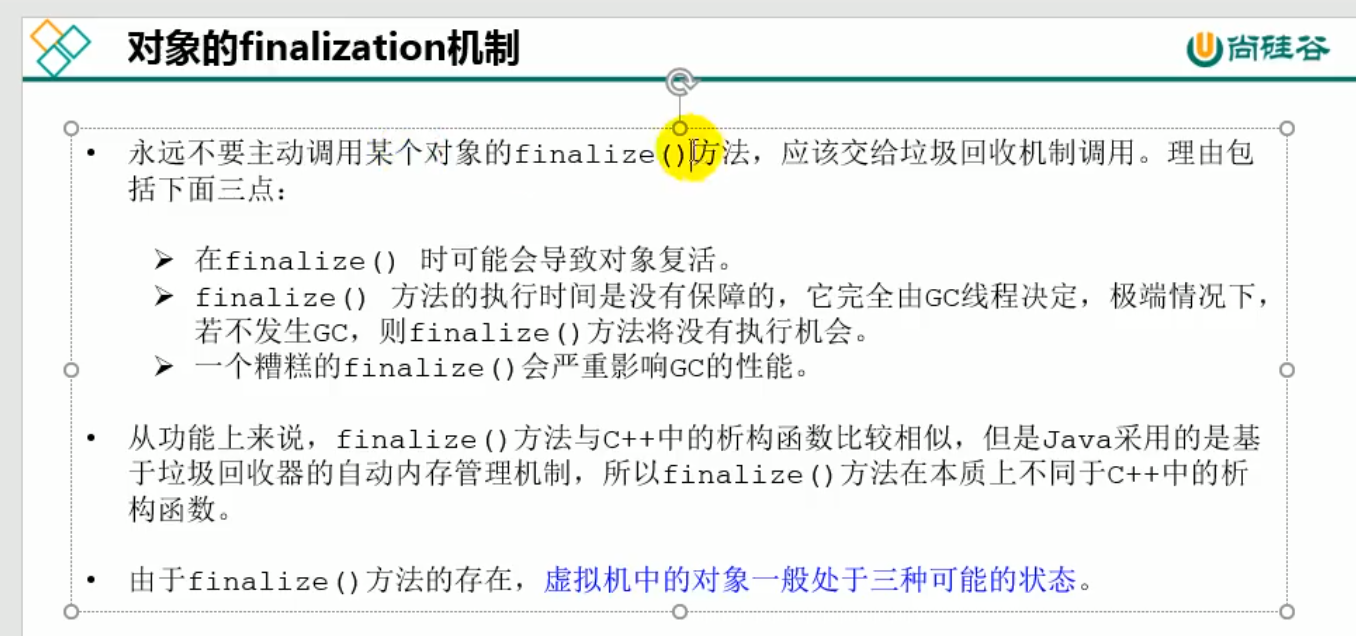 对象的finalization机制
尚硅谷
• 永远不要主动调用某个对象的finalize()方法，应该交给垃圾回收机制调用。理由包
括下面三点：
➢ 在finalize() 时可能会导致对象复活。
➢ finalize() 方法的执行时间是没有保障的，它完全由GC线程决定，极端情况下，
若不发生GC，则finalize()方法将没有执行机会。
➢ 一个糟糕的finalize()会严重影响GC的性能。
• 从功能上来说，finalize()方法与C++中的析构函数比较相似，但是Java采用的是基
于垃圾回收器的自动内存管理机制，所以finalize()方法在本质上不同于C++中的析
构函数。
• 由于finalize()方法的存在，虚拟机中的对象一般处于三种可能的状态。